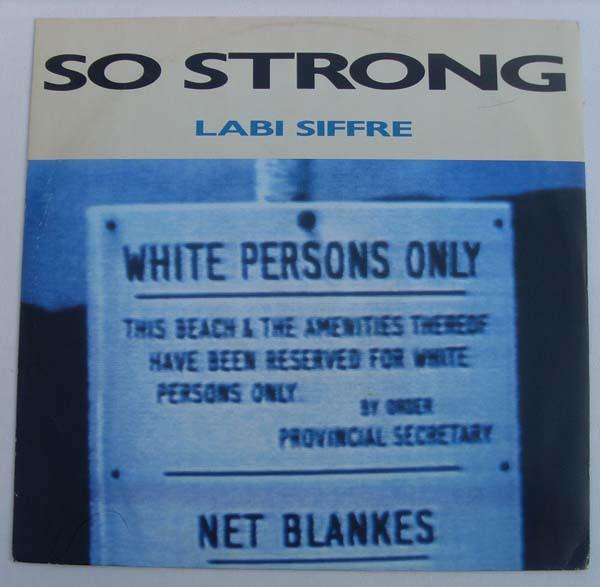 SO STRONG
LABI SIFFRE
WHITE PERSONS ONLY
THIS BEACH & THE AMENITIES THEREOF
HAVE BEEN RESERVED FOR WHITE
PERSONS ONLY.
BY ORDER
PROVINCIAL SECRETARY
NET BLANKES